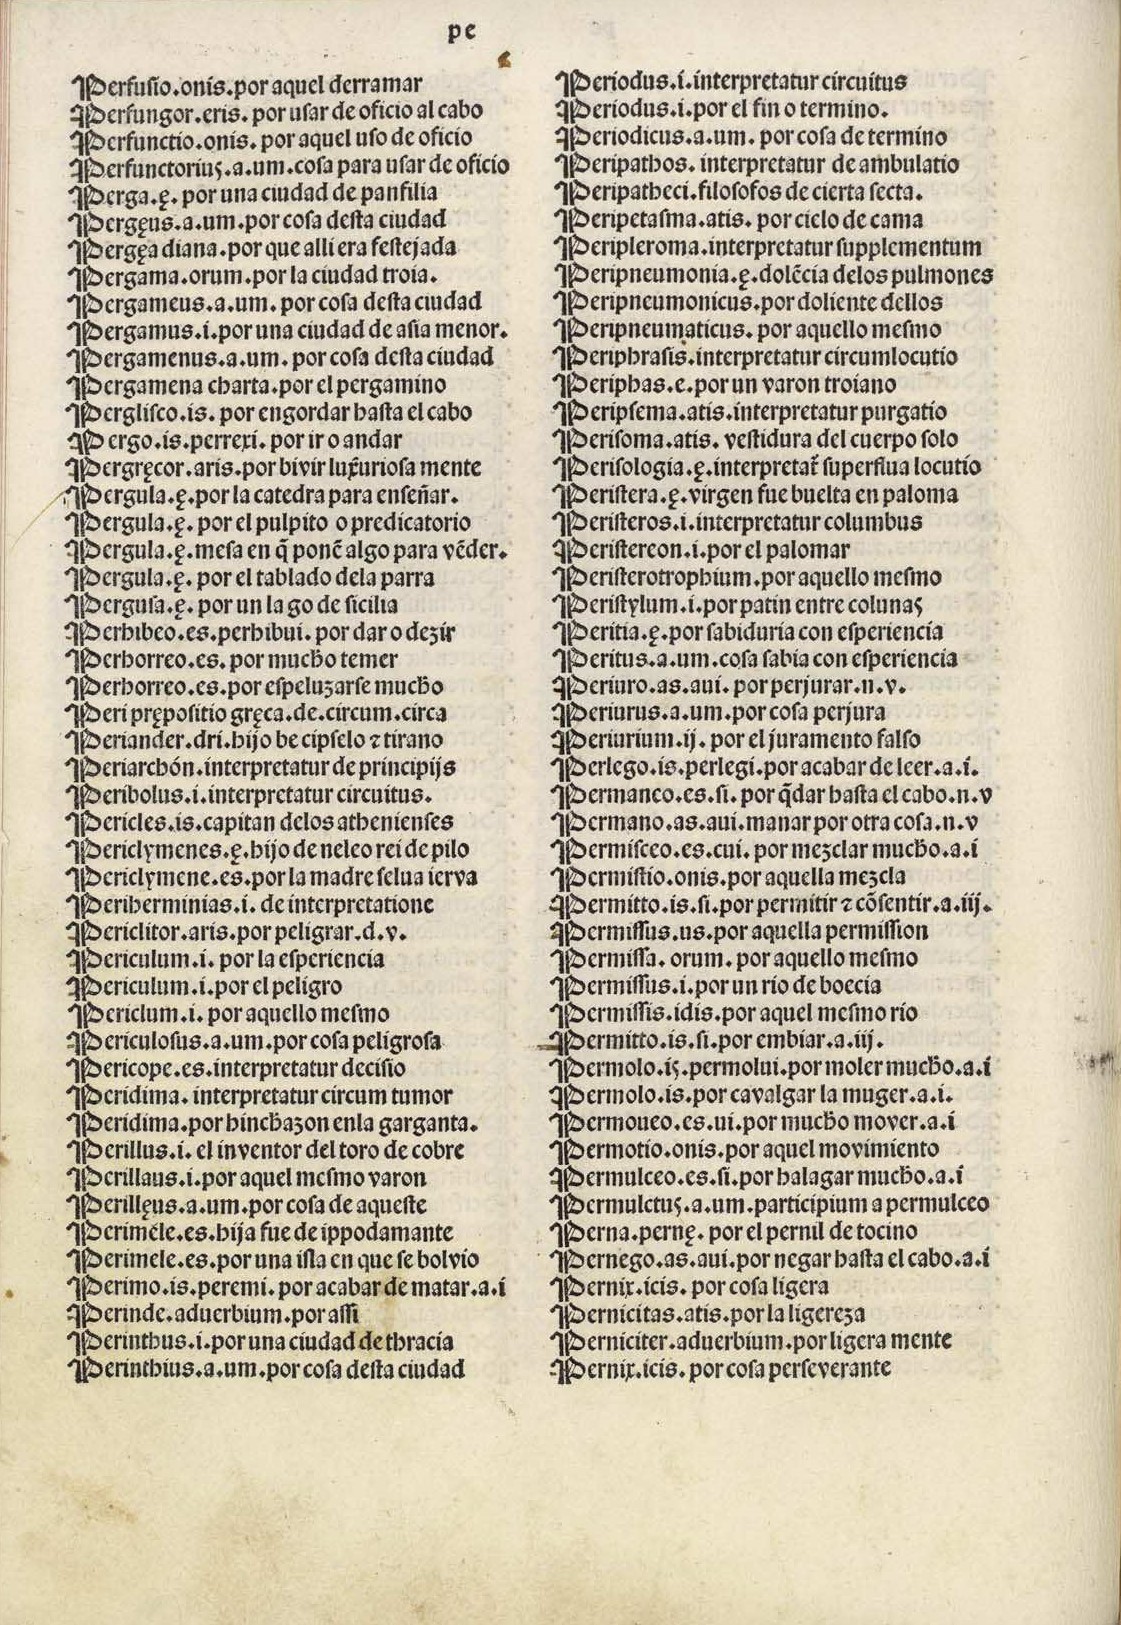 pe
Perfusio.onis.por aquel derramar
Perfungor.eris.por usar de oficio al cabo
Perfunctio.onis.por aquel uso de oficio
Perfunctorius.a.um.cosa para usar de oficio
Perga.ę.por una ciudad de panfilia
Pergęus.a.um.por cosa desta ciudad
Pergęa diana.por que alli era festejada
Pergama.orum.por la ciudad troia.
Pergameus.a.um.por cosa desta ciudad
Pergamus.i.por una ciudad de asia menor.
Pergamenus.a.um.por cosa desta ciudad
Pergamena charta.por el pergamino
Perglisco.is.por engordar hasta el cabo
Pergo.is.perrexi.por ir o andar
Pergręcor.aris.por bivir luxuriosa mente
Pergula.ę.por la catedra para enseñar.
Pergula.ę.por el pulpito o predicatorio
Pergula.ę.mesa en q̃ ponẽ algo para vẽder.
Pergula.ę.por el tablado dela parra
Pergusa.ę.por un la go de sicilia
Perhibeo.es.perhibui.por dar o dezir
Perhorreo.es.por mucho temer
Perhorreo.es.por espeluzarse mucho
Peri prępositio gręca.de.circum.circa
Periander.dri.hijo be cipselo ⁊ tirano
Periarchón.interpretatur de principijs
Peribolus.i.interpretatur circuitus.
Pericles.is.capitan delos athenienses
Periclymenes.ę.hijo de neleo rei de pilo
Periclymene.es.por la madre selua ierva
Periherminias.i.de interpretatione
Periclitor.aris.por peligrar.d.v.
Periculum.i.por la esperiencia
Periculum.i.por el peligro
Periclum.i.por aquello mesmo
Periculosus.a.um.por cosa peligrosa
Pericope.es.interpretatur decisio
Peridima.interpretatur circum tumor
Peridima.por hinchazon enla garganta.
Perillus.i.el inventor del toro de cobre
Perillaus.i.por aquel mesmo varon
Perillęus.a.um.por cosa de aqueste
Perimele.es.hija fue de ippodamante
Perimele.es.por una isla en que se bolvio
Perimo.is.peremi.por acabar de matar.a.i
Perinde.aduerbium.por assi
Perinthus.i.por una ciudad de thracia
Perinthius.a.um.por cosa desta ciudad
Periodus.i.interpretatur circuitus
Periodus.i.por el fin o termino.
Periodicus.a.um.por cosa de termino
Peripathos.interpretatur de ambulatio
Peripatheci.filosofos de cierta secta.
Peripetasma.atis.por cielo de cama
Peripleroma.interpretatur supplementum
Peripneumonia.ę.dolẽcia delos pulmones
Peripneumonicus.por doliente dellos
Peripneumaticus.por aquello mesmo
Periphrasis.interpretatur circumlocutio
Periphas.e.por un varon troiano
Peripsema.atis.interpretatur purgatio
Perisoma.atis.vestidura del cuerpo solo
Perisologia.ę.interpretat̃ superflua locutio
Peristera.ę.virgen fue buelta en paloma
Peristeros.i.interpretatur columbus
Peristereon.i.por el palomar
Peristerotrophium.por aquello mesmo
Peristylum.i.por patin entre colunas
Peritia.ę.por sabiduria con esperiencia
Peritus.a.um.cosa sabia con esperiencia
Periuro.as.aui.por perjurar.n.v.
Periurus.a.um.por cosa perjura
Periurium.ij.por el juramento falso
Perlego.is.perlegi.por acabar de leer.a.i.
Permaneo.es.si.por q̃dar hasta el cabo.n.v
Permano.as.aui.manar por otra cosa.n.v
Permisceo.es.cui.por mezclar mucho.a.i
Permistio.onis.por aquella mezcla
Permitto.is.si.por permitir ⁊ cõsentir.a.iij.
Permissus.us.por aquella permission
Permissa.orum.por aquello mesmo
Permissus.i.por un rio de boecia
Permissis.idis.por aquel mesmo rio
Permitto.is.si.por embiar.a.iij.
Permolo.is.permolui.por moler mucho.a.i
Permolo.is.por cavalgar la muger.a.i.
Permoueo.es.ui.por mucho mover.a.i
Permotio.onis.por aquel movimiento
Permulceo.es.si.por halagar mucho.a.i
Permulctus.a.um.participium a permulceo
Perna.pernę.por el pernil de tocino
Pernego.as.aui.por negar hasta el cabo.a.i
Pernix.icis.por cosa ligera
Pernicitas.atis.por la ligereza
Perniciter.aduerbium.por ligera mente
Pernix.icis.por cosa perseverante